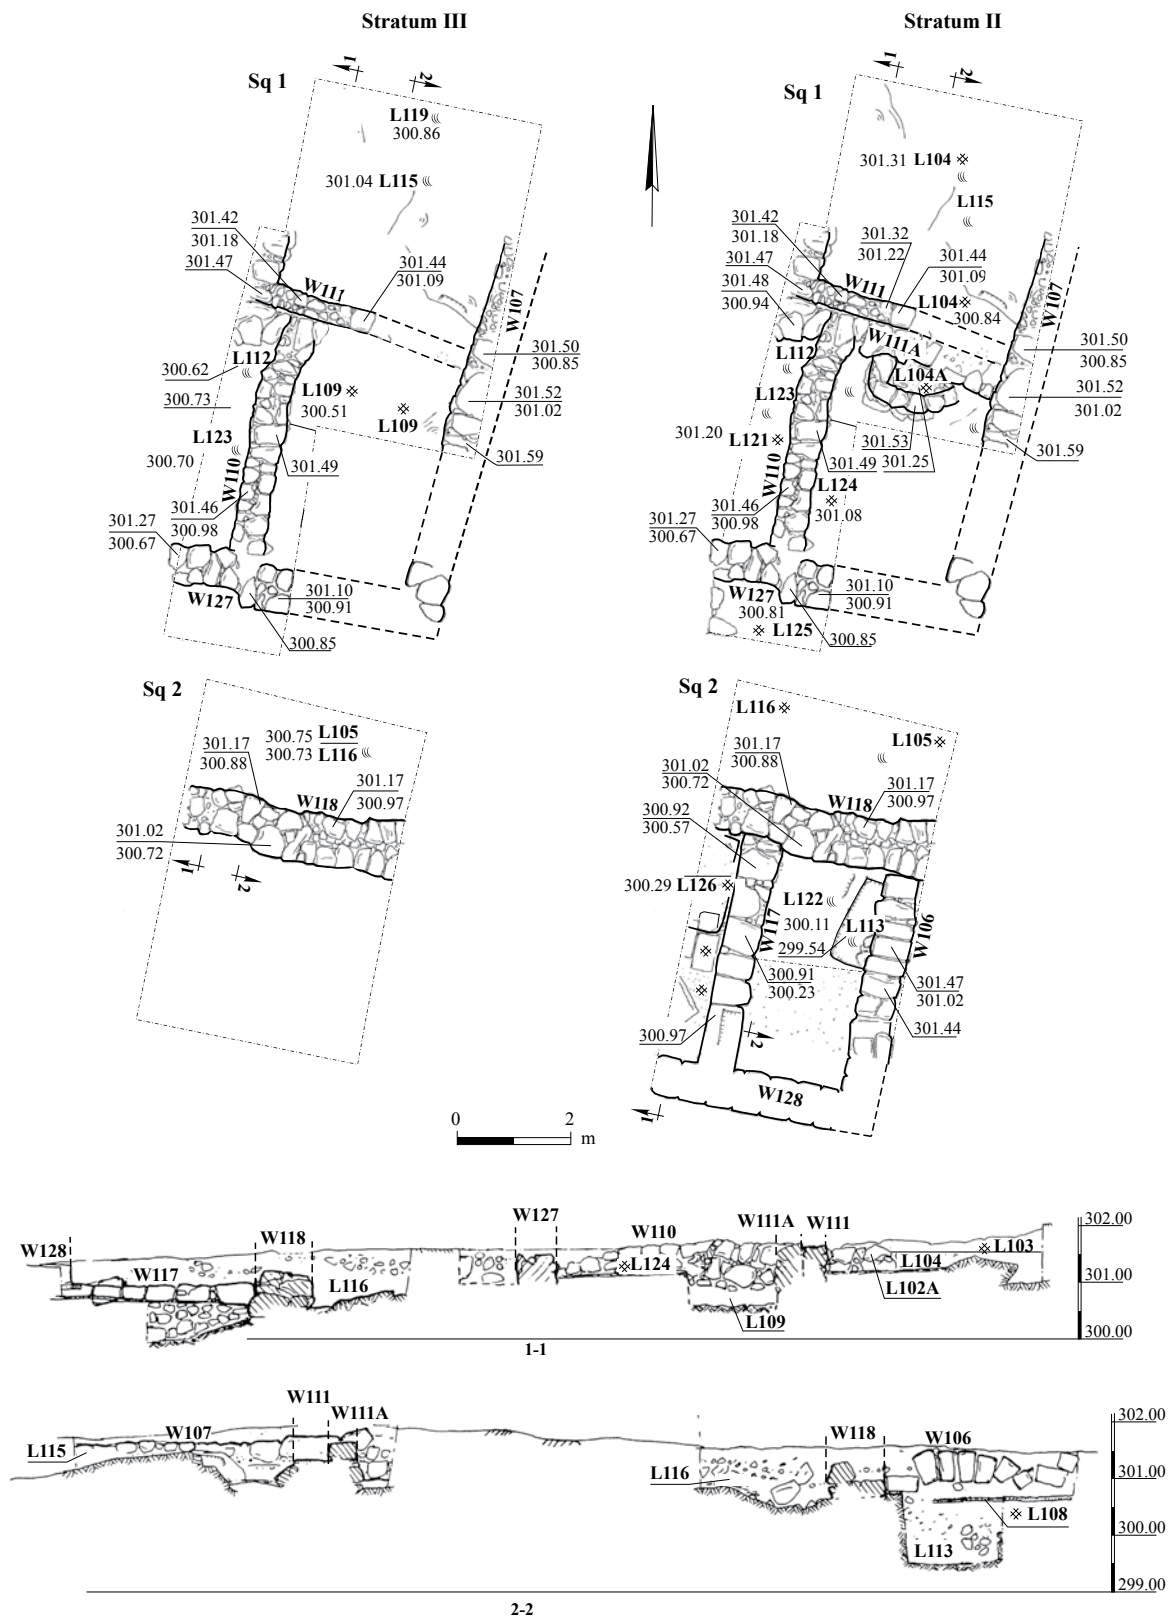 Stratum III
Stratum II
1
2
Sq 1
L119
300.86
301.04 L115
301.42
301.18
301.47
W111
301.44
301.09
W107
301.50
300.85
L112
300.62
300.73
L109
300.51
L109
301.52
301.02
L123
300.70
W110
301.49
301.59
301.46
300.98
301.27
300.67
W127
301.10
300.91
300.85
1
2
Sq 1
301.31 L104
L115
301.42
301.18
301.32
301.22
301.47
301.44
301.09
301.48
300.94
W111
L104
300.84
W107
W111A
301.50
300.85
L112
L104A
L123
301.52
301.02
301.20
L121
301.53
301.25
301.49
301.59
W110
L124
301.08
301.46
300.98
301.27
300.67
W127
300.81
301.10
300.91
L125
300.85
Sq 2
300.75 L105
300.73 L116
301.17
300.88
301.17
300.97
W118
301.02
300.72
1
2
Sq 2
L116
L105
301.17
300.88
301.02
300.72
301.17
300.97
W118
300.92
300.57
300.29 L126
L122
300.11
W117
L113
299.54
W106
300.91
300.23
301.47
301.02
301.44
300.97
2
W128
1
0 2
m
W128
W118
W127
W110
W111A
W111
302.00
L103
W117
L124
L104
L116
L102A
301.00
L109
300.00
1-1
W111
W111A
302.00
W107
L115
W118
W106
L116
301.00
L108
300.00
L113
299.00
2-2